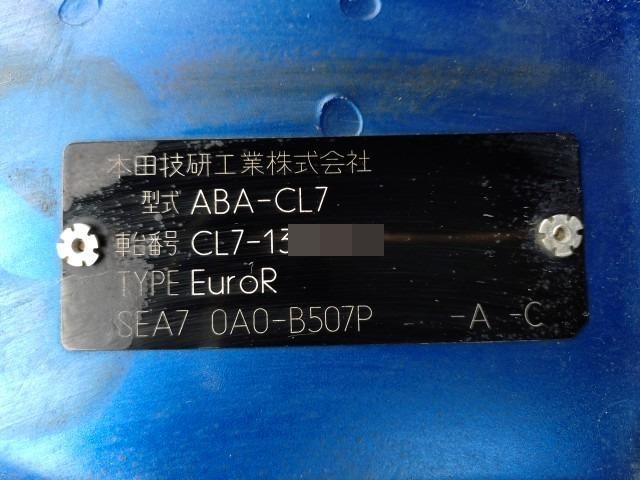 本田技研工業株式会社
型式 ABA-CL7
車台番号 CL7-13
TYPE EuroR
SEA7 0A0-B507P -A -C